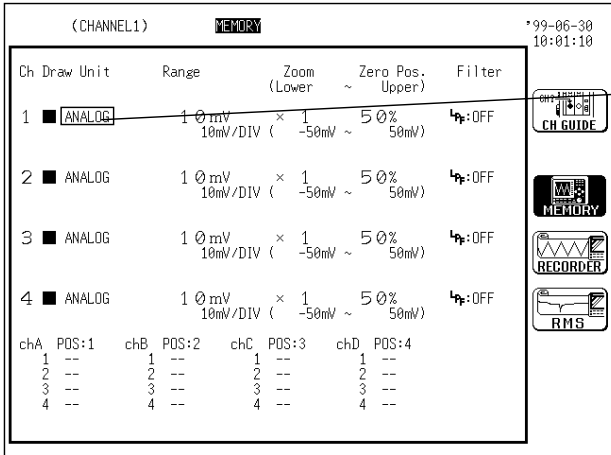 (CHANNEL1) MEMORY '99-06-30
10:01:10
Ch Draw Unit Range Zoom Zero Pos. Filter
(Lower ~ Upper)
1 ■ ANALOG 10mV × 1 50% LPF:OFF
10mV/DIV ( -50mV ~ 50mV)
2 ■ ANALOG 10mV × 1 50% LPF:OFF
10mV/DIV ( -50mV ~ 50mV)
3 ■ ANALOG 10mV × 1 50% LPF:OFF
10mV/DIV ( -50mV ~ 50mV)
4 ■ ANALOG 10mV × 1 50% LPF:OFF
10mV/DIV ( -50mV ~ 50mV)
chA POS:1 chB POS:2 chC POS:3 chD POS:4
1 -- 1 -- 1 -- 1 --
2 -- 2 -- 2 -- 2 --
3 -- 3 -- 3 -- 3 --
4 -- 4 -- 4 -- 4 --
CH GUIDE
MEMORY
RECORDER
RMS